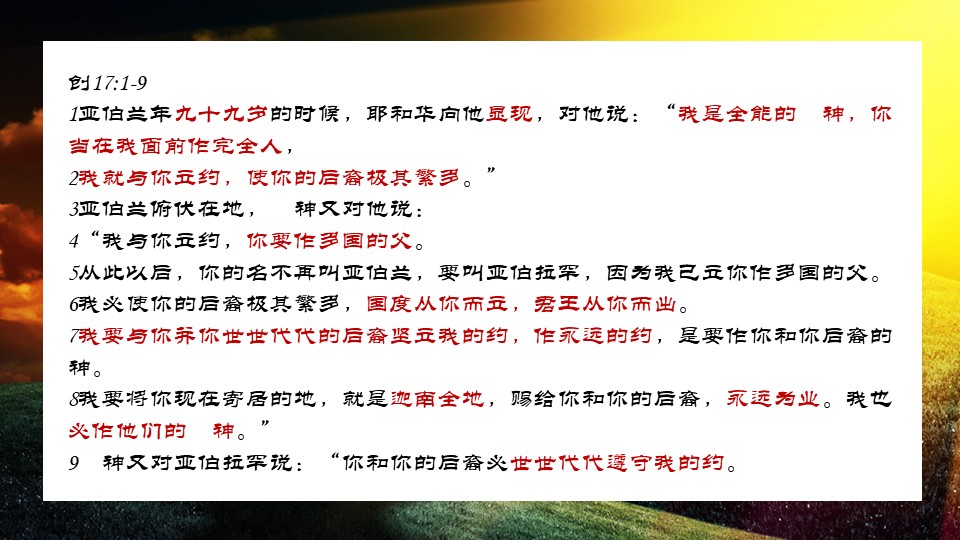 创17:1-9
1亚伯兰年九十九岁的时候，耶和华向他显现，对他说：“我是全能的　神，你
当在我面前作完全人，
2我就与你立约，使你的后裔极其繁多。”
3亚伯兰俯伏在地，　神又对他说：
4“我与你立约，你要作多国的父。
5从此以后，你的名不再叫亚伯兰，要叫亚伯拉罕，因为我已立你作多国的父。
6我必使你的后裔极其繁多，国度从你而立，君王从你而出。
7我要与你并你世世代代的后裔坚立我的约，作永远的约，是要作你和你后裔的
神。
8我要将你现在寄居的地，就是迦南全地，赐给你和你的后裔，永远为业。我也
必作他们的　神。”
9　神又对亚伯拉罕说：“你和你的后裔必世世代代遵守我的约。